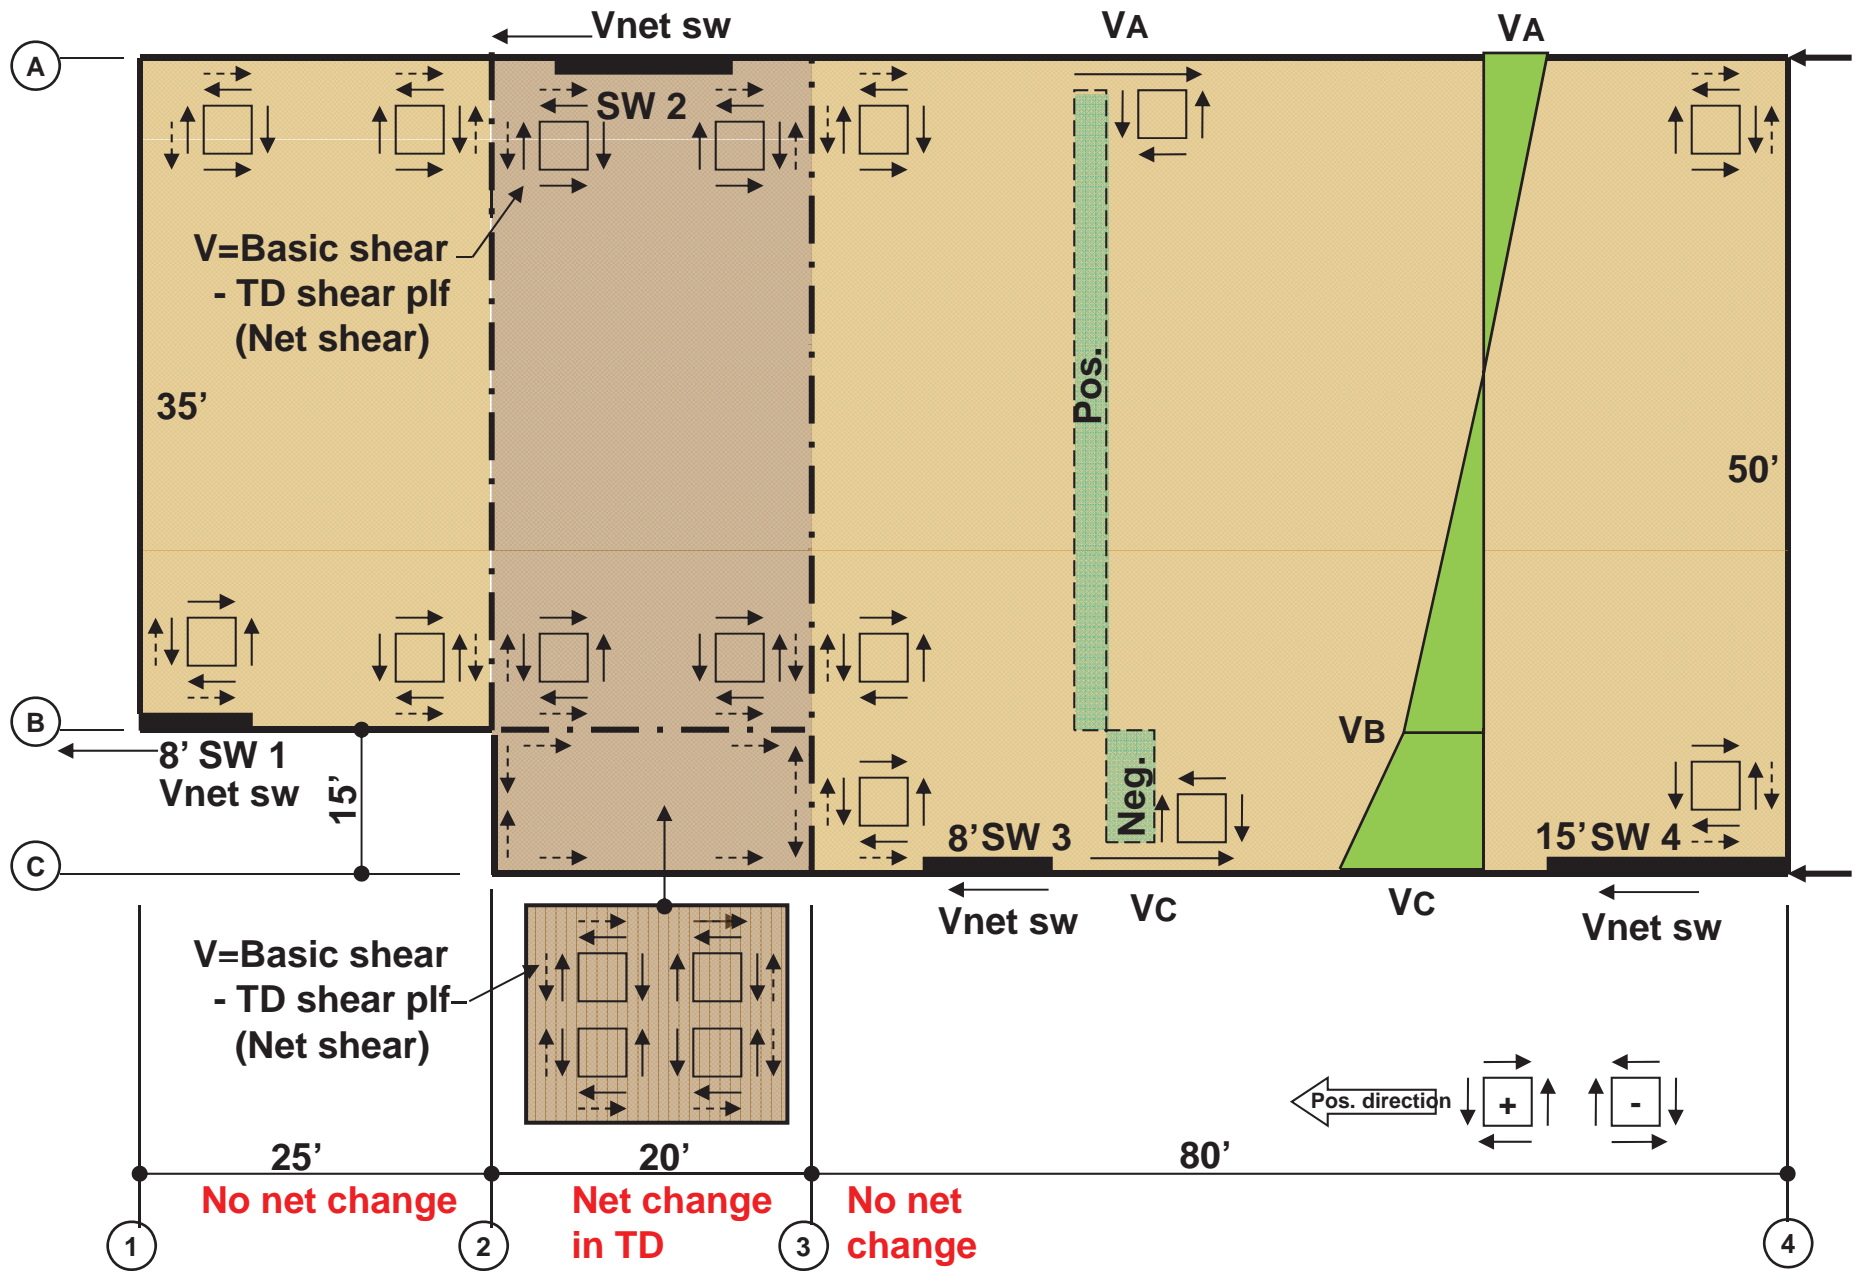 Vnet sw
VA
VA
A
SW 2
V=Basic shear
- TD shear plf
(Net shear)
35’
Pos.
50’
B
VB
8’ SW 1
Vnet sw
15’
Neg.
8’SW 3
15’SW 4
C
Vnet sw
VC
VC
Vnet sw
V=Basic shear
- TD shear plf
(Net shear)
Pos. direction
+
-
25’
20’
80’
No net change
Net change
in TD
No net
change
1
2
3
4